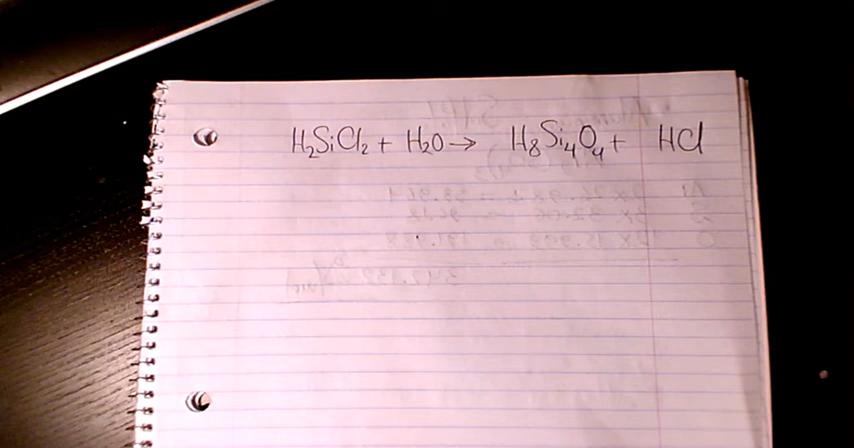 H₂SiCl₂ + H₂O → H₈Si₄O₄ + HCl